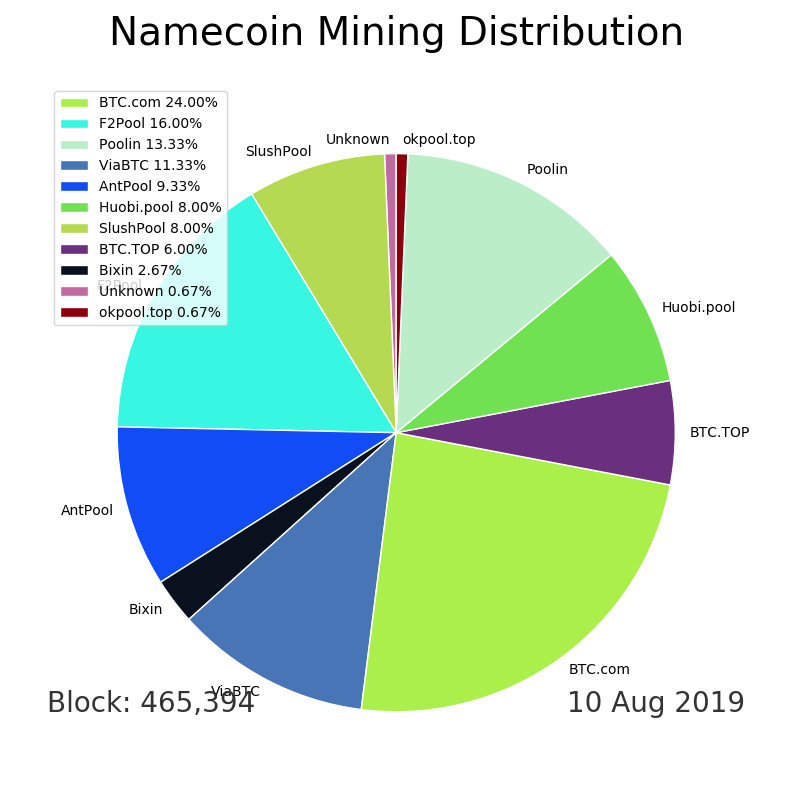 Namecoin Mining Distribution
BTC.com 24.00%
F2Pool 16.00%
Poolin 13.33%
ViaBTC 11.33%
AntPool 9.33%
Huobi.pool 8.00%
SlushPool 8.00%
BTC.TOP 6.00%
Bixin 2.67%
Unknown 0.67%
okpool.top 0.67%
SlushPool
Unknown
okpool.top
Poolin
Huobi.pool
BTC.TOP
F2Pool
AntPool
Bixin
ViaBTC
BTC.com
Block: 465,394
10 Aug 2019